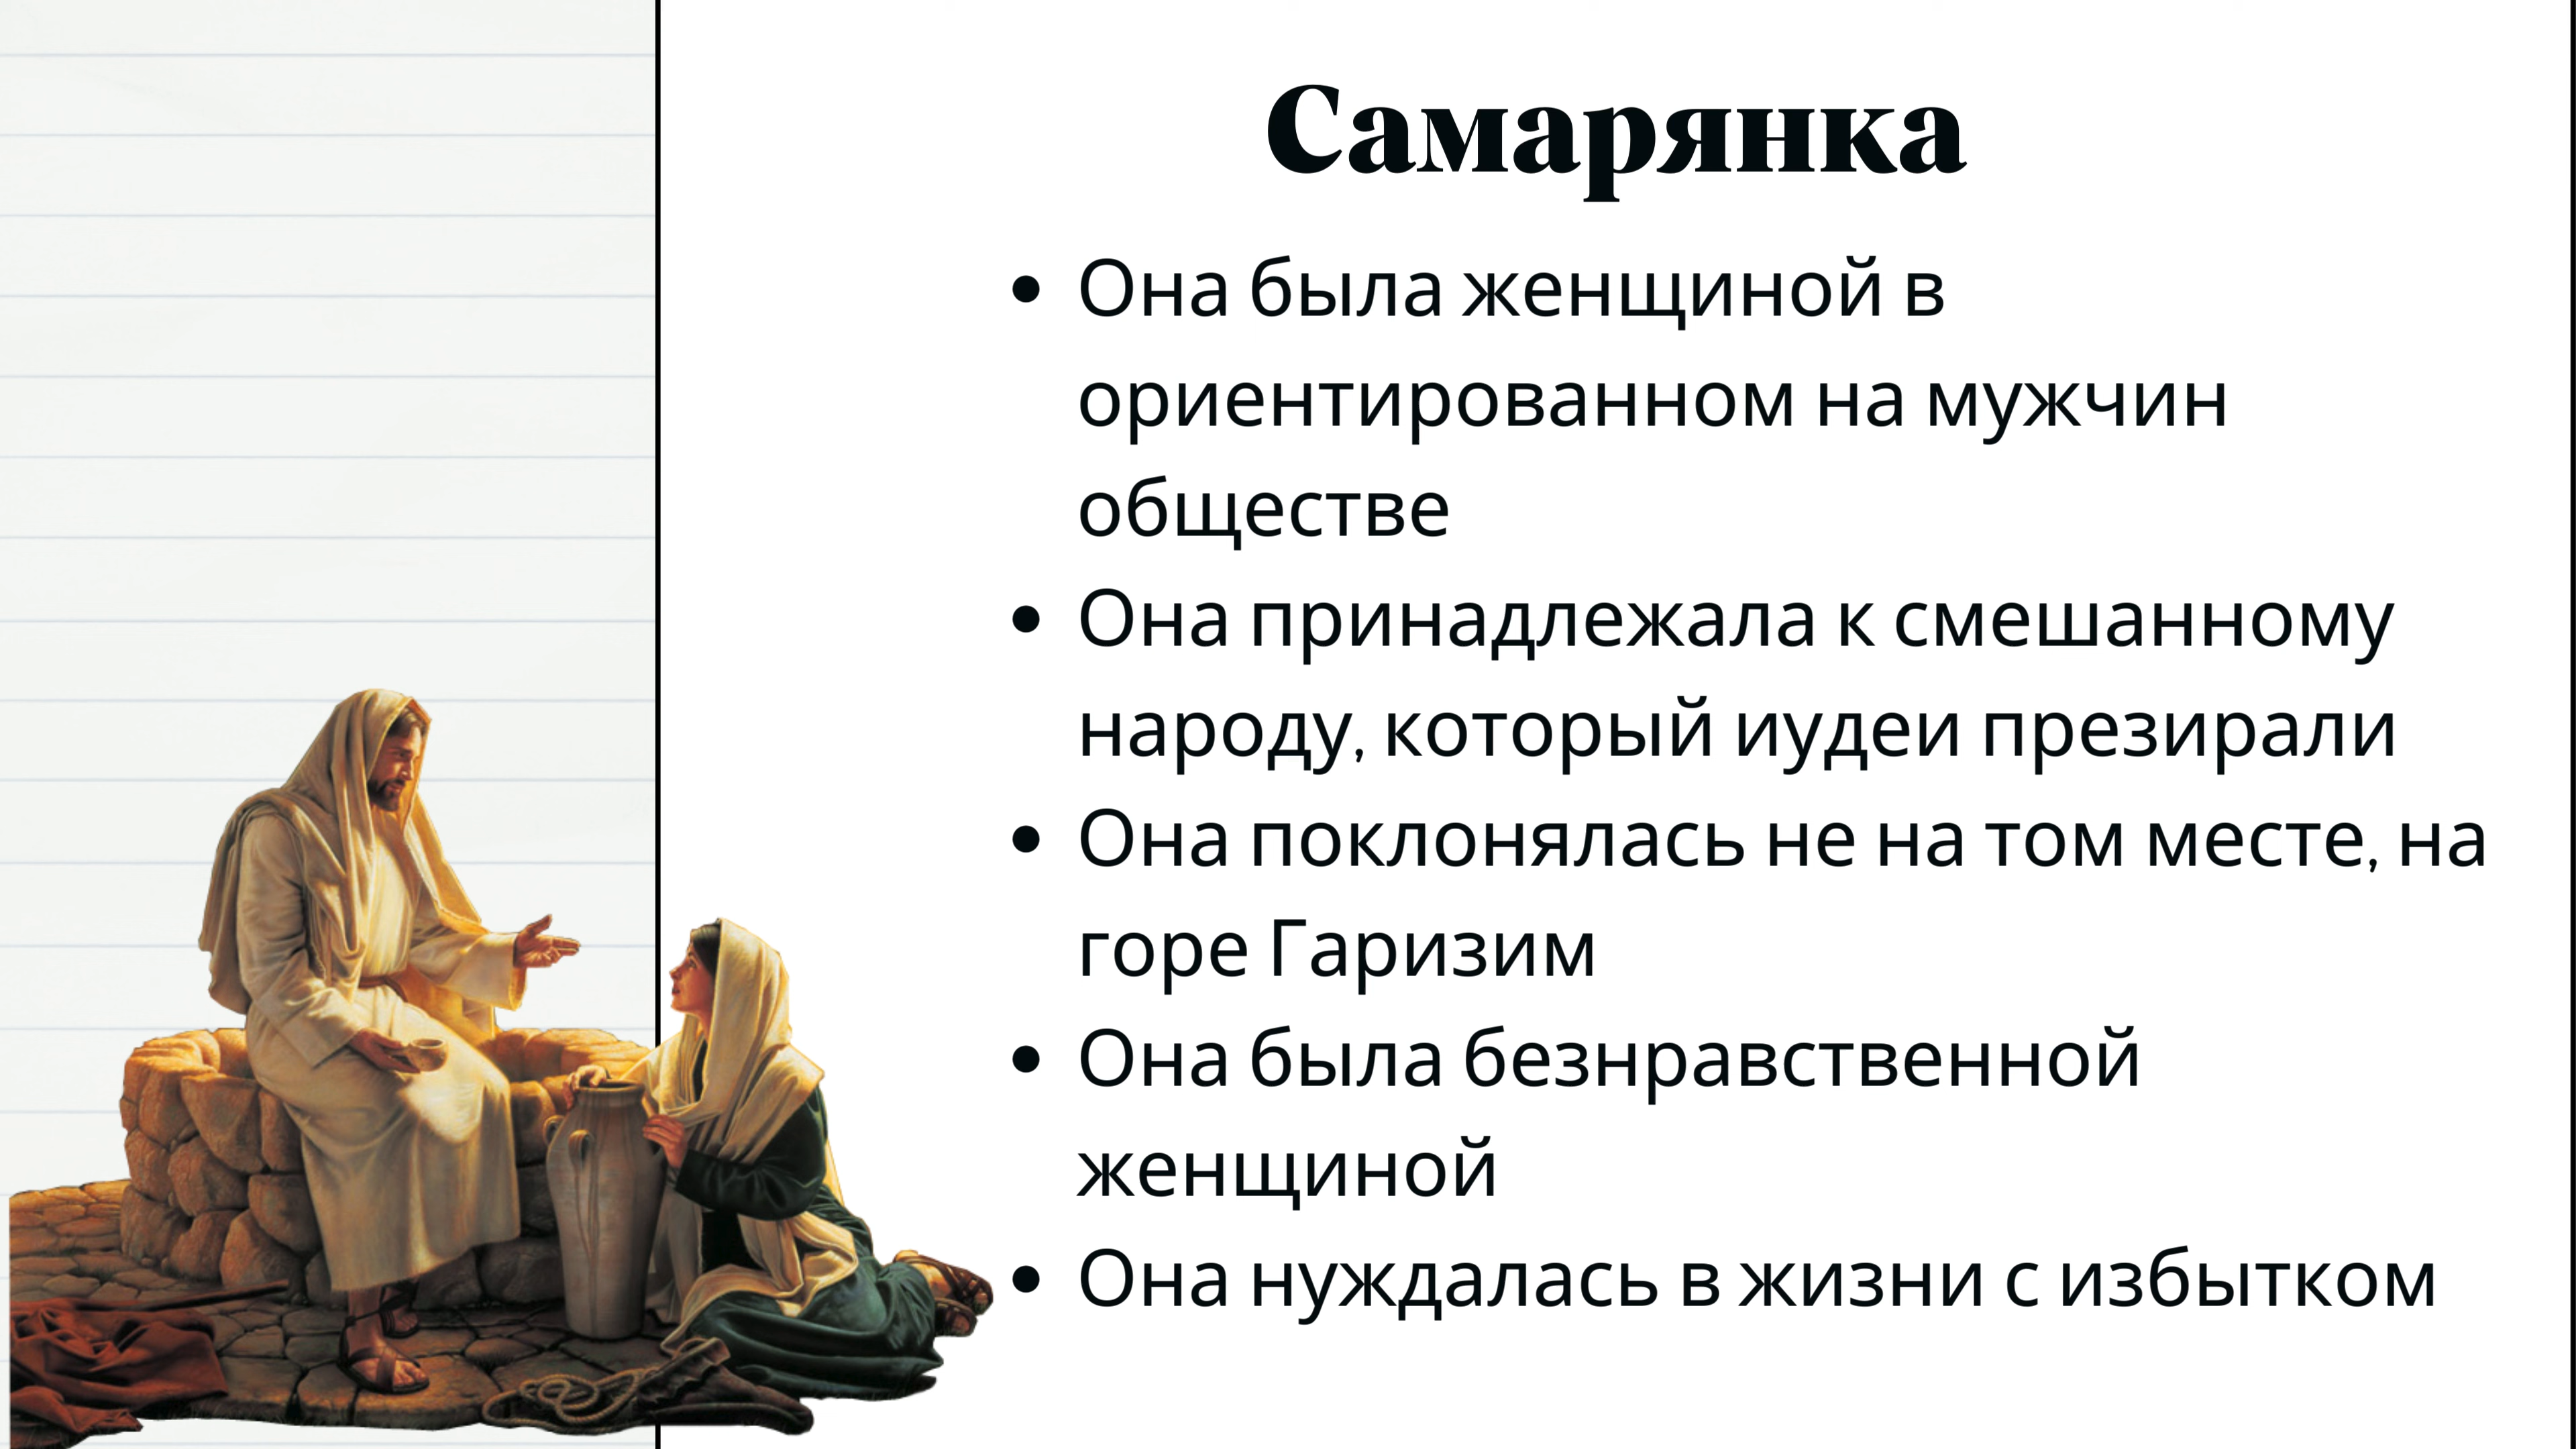 Самарянка
• Она была женщиной в
ориентированном на мужчин
обществе
• Она принадлежала к смешанному
народу, который иудеи презирали
• Она поклонялась не на том месте, на
горе Гаризим
• Она была безнравственной
женщиной
• Она нуждалась в жизни с избытком